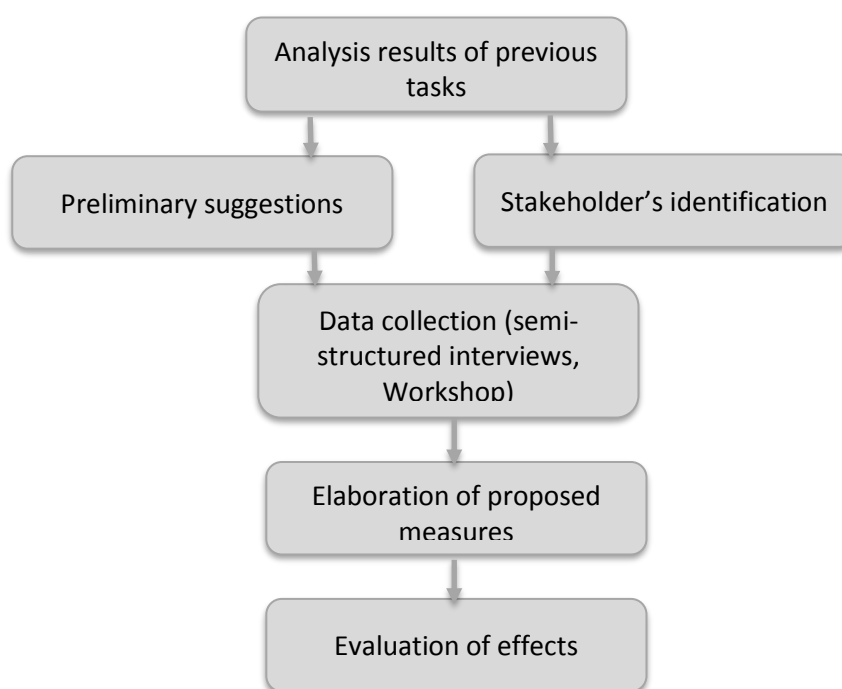 Analysis results of previous
tasks
Preliminary suggestions
Stakeholder’s identification
Data collection (semi-
structured interviews,
Workshop)
Elaboration of proposed
measures
Evaluation of effects